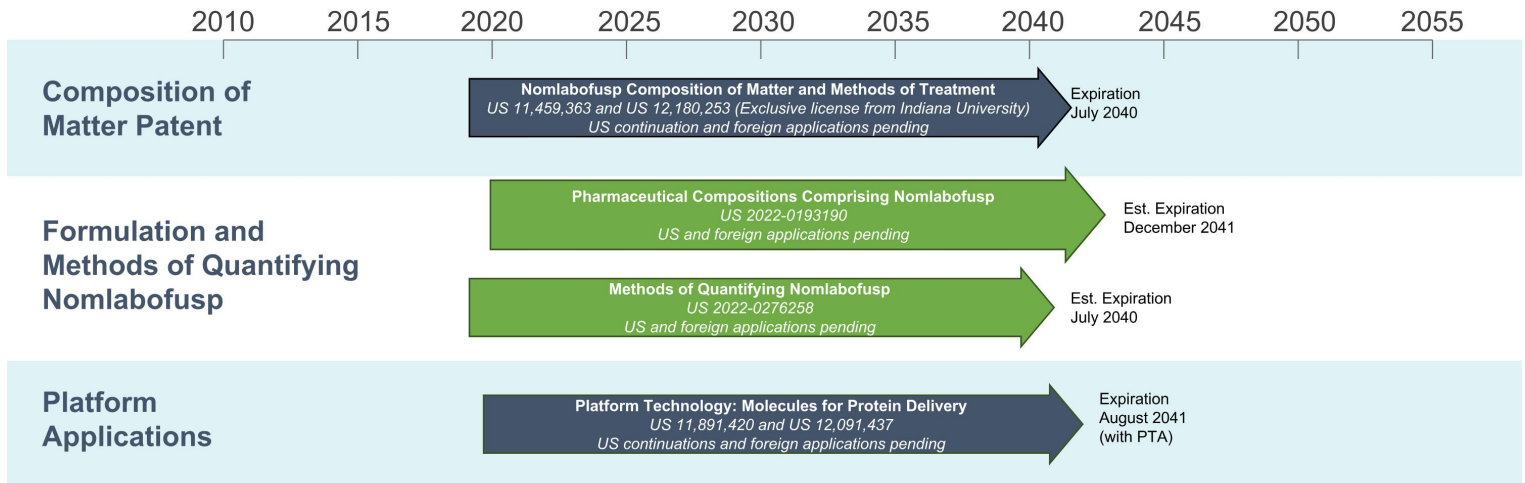 2010 2015 2020 2025 2030 2035 2040 2045 2050 2055
Composition of
Matter Patent
Nomlabofusp Composition of Matter and Methods of Treatment
US 11,459,363 and US 12,180,253 (Exclusive license from Indiana University)
US continuation and foreign applications pending
Expiration
July 2040
Formulation and
Methods of Quantifying
Nomlabofusp
Pharmaceutical Compositions Comprising Nomlabofusp
US 2022-0193190
US and foreign applications pending
Est. Expiration
December 2041
Methods of Quantifying Nomlabofusp
US 2022-0276258
US and foreign applications pending
Est. Expiration
July 2040
Platform
Applications
Platform Technology: Molecules for Protein Delivery
US 11,891,420 and US 12,091,437
US continuations and foreign applications pending
Expiration
August 2041
(with PTA)